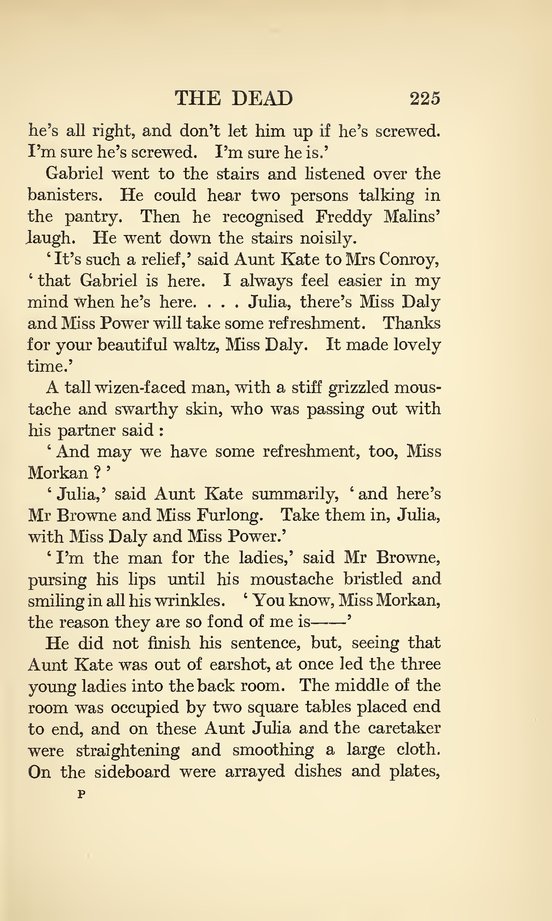 THE DEAD 225
he's all right, and don't let him up if he's screwed.
I'm sure he's screwed. I'm sure he is.'
Gabriel went to the stairs and listened over the
banisters. He could hear two persons talking in
the pantry. Then he recognised Freddy Malins'
laugh. He went down the stairs noisily.
'It's such a relief,' said Aunt Kate to Mrs Conroy,
'that Gabriel is here. I always feel easier in my
mind when he's here. . . . Julia, there's Miss Daly
and Miss Power will take some refreshment. Thanks
for your beautiful waltz, Miss Daly. It made lovely
time.'
A tall wizen-faced man, with a stiff grizzled mous-
tache and swarthy skin, who was passing out with
his partner said :
'And may we have some refreshment, too, Miss
Morkan ?'
'Julia,' said Aunt Kate summarily, 'and here's
Mr Browne and Miss Furlong. Take them in, Julia,
with Miss Daly and Miss Power.'
'I'm the man for the ladies,' said Mr Browne,
pursing his lips until his moustache bristled and
smiling in all his wrinkles. 'You know, Miss Morkan,
the reason they are so fond of me is——'
He did not finish his sentence, but, seeing that
Aunt Kate was out of earshot, at once led the three
young ladies into the back room. The middle of the
room was occupied by two square tables placed end
to end, and on these Aunt Julia and the caretaker
were straightening and smoothing a large cloth.
On the sideboard were arrayed dishes and plates,
P